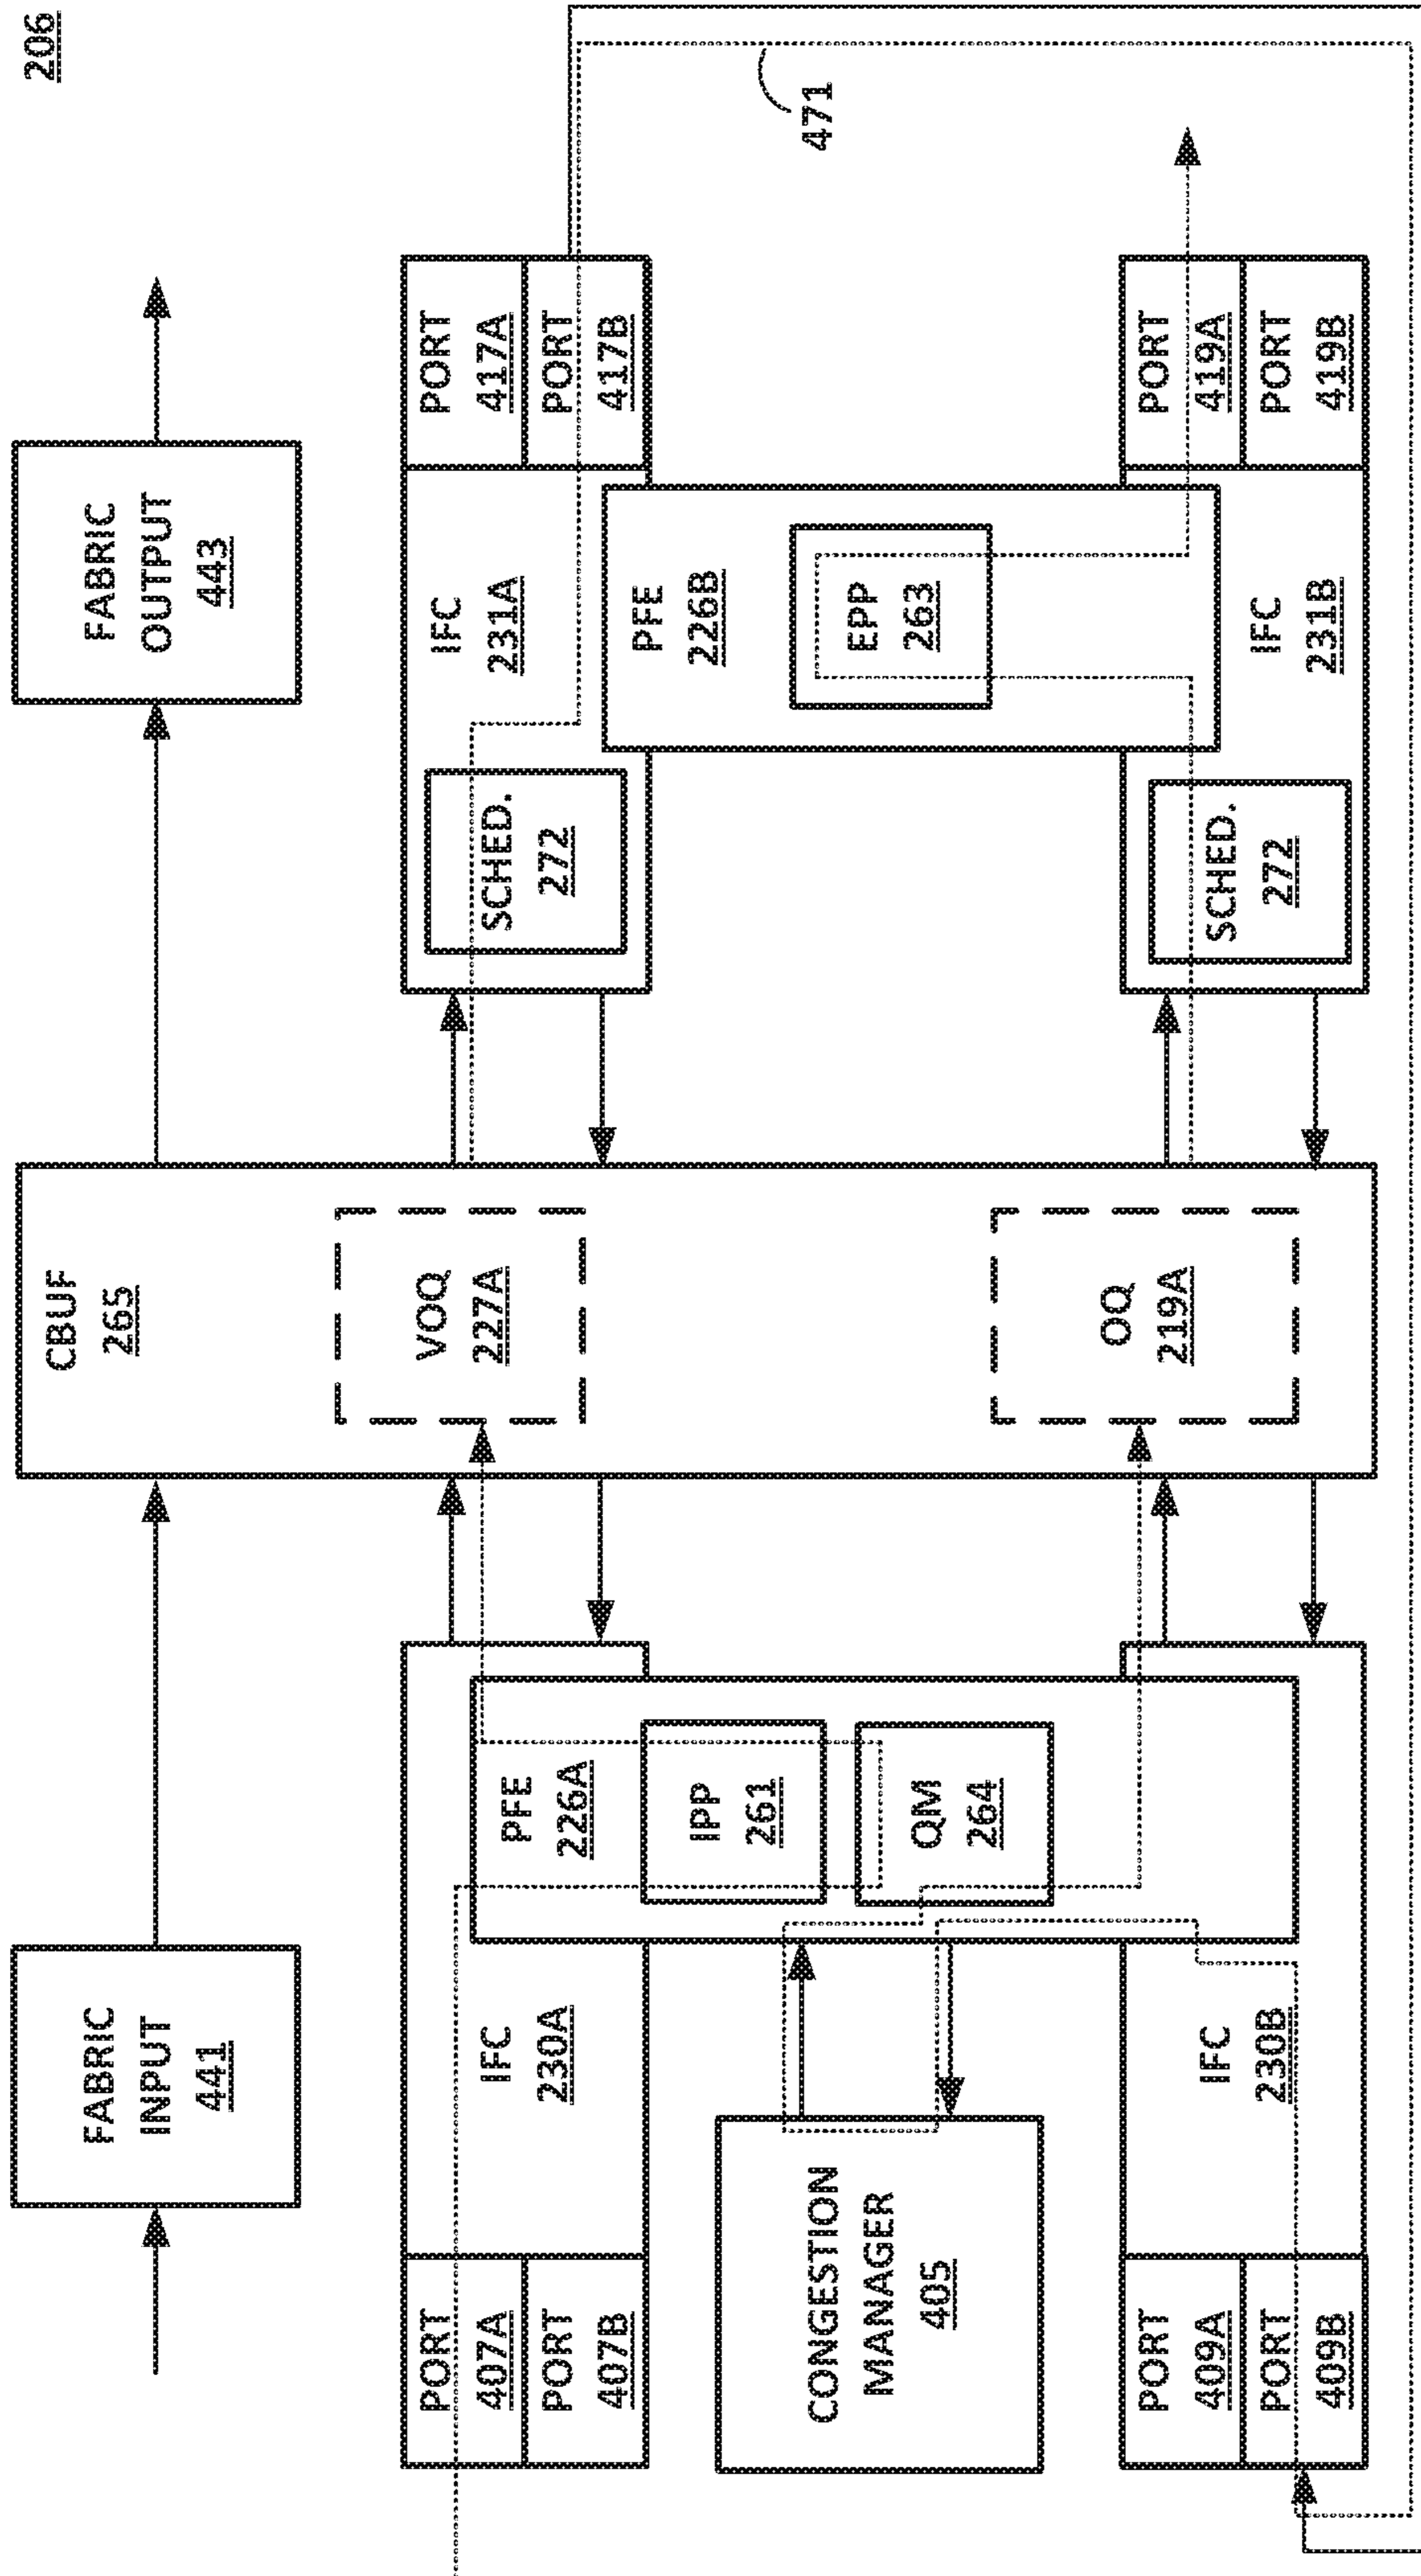 206
FABRIC
INPUT
441
FABRIC
OUTPUT
443
CBUF
265
PORT
407A
PORT
407B
IFC
230A
PFE
226A
IPP
261
QM
264
VOQ
227A
SCHED.
272
IFC
231A
PORT
417A
PORT
417B
471
CONGESTION
MANAGER
405
PFE
226B
EPP
263
PORT
409A
PORT
409B
IFC
230B
OQ
219A
SCHED.
272
IFC
231B
PORT
419A
PORT
419B